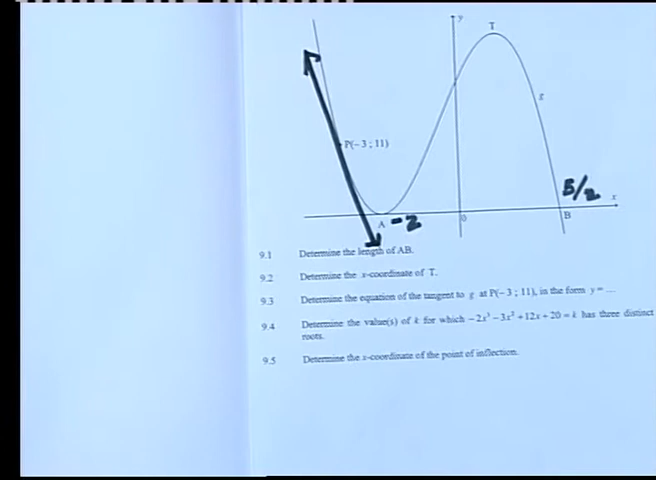 y
T
g
P(−3 ; 11)
5/2
x
A −2 0 B
9.1 Determine the length of AB.
9.2 Determine the x-coordinate of T.
9.3 Determine the equation of the tangent to g at P(−3 ; 11), in the form y = ...
9.4 Determine the value(s) of k for which −2x³ −3x² +12x + 20 = k has three distinct
roots.
9.5 Determine the x-coordinate of the point of inflection.